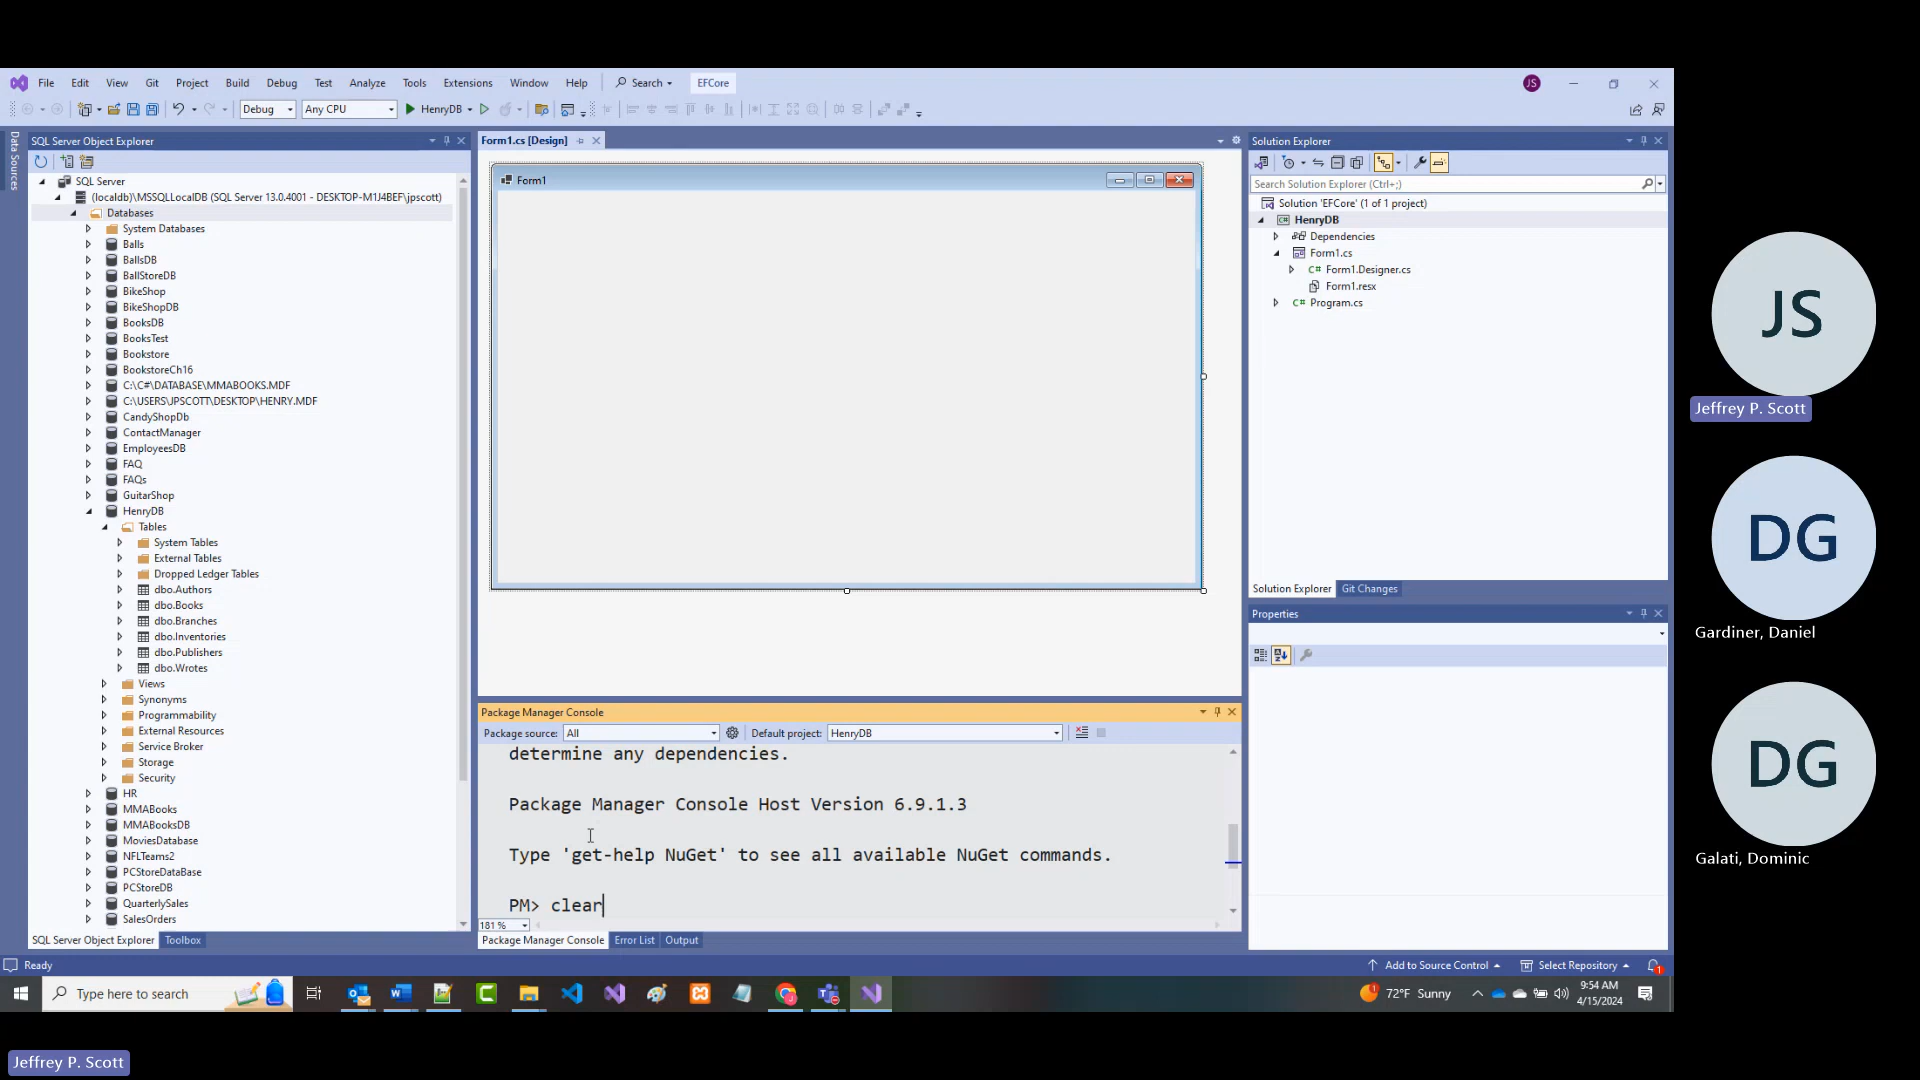 File Edit View Git Project Build Debug Test Analyze Tools Extensions Window Help Search EFCore JS
Debug Any CPU HenryDB
Data Sources
SQL Server Object Explorer
SQL Server
(localdb)\MSSQLLocalDB (SQL Server 13.0.4001 - DESKTOP-M1J4BEF\jpscott)
Databases
System Databases
Balls
BallsDB
BallStoreDB
BikeShop
BikeShopDB
BooksDB
BooksTest
Bookstore
BookstoreCh16
C:\C#\DATABASE\MMABOOKS.MDF
C:\USERS\JPSCOTT\DESKTOP\HENRY.MDF
CandyShopDb
ContactManager
EmployeesDB
FAQ
FAQs
GuitarShop
HenryDB
Tables
System Tables
External Tables
Dropped Ledger Tables
dbo.Authors
dbo.Books
dbo.Branches
dbo.Inventories
dbo.Publishers
dbo.Wrotes
Views
Synonyms
Programmability
External Resources
Service Broker
Storage
Security
HR
MMABooks
MMABooksDB
MoviesDatabase
NFLTeams2
PCStoreDataBase
PCStoreDB
QuarterlySales
SalesOrders
SQL Server Object Explorer Toolbox
Form1.cs [Design]
Form1
Package Manager Console
Package source: All Default project: HenryDB
determine any dependencies.
Package Manager Console Host Version 6.9.1.3
Type 'get-help NuGet' to see all available NuGet commands.
PM> clear
181 %
Package Manager Console Error List Output
Solution Explorer
Search Solution Explorer (Ctrl+;)
Solution 'EFCore' (1 of 1 project)
HenryDB
Dependencies
Form1.cs
C# Form1.Designer.cs
Form1.resx
C# Program.cs
Solution Explorer Git Changes
Properties
Ready
Add to Source Control Select Repository 1
Type here to search
72°F Sunny
9:54 AM
4/15/2024
JS
Jeffrey P. Scott
DG
Gardiner, Daniel
DG
Galati, Dominic
Jeffrey P. Scott